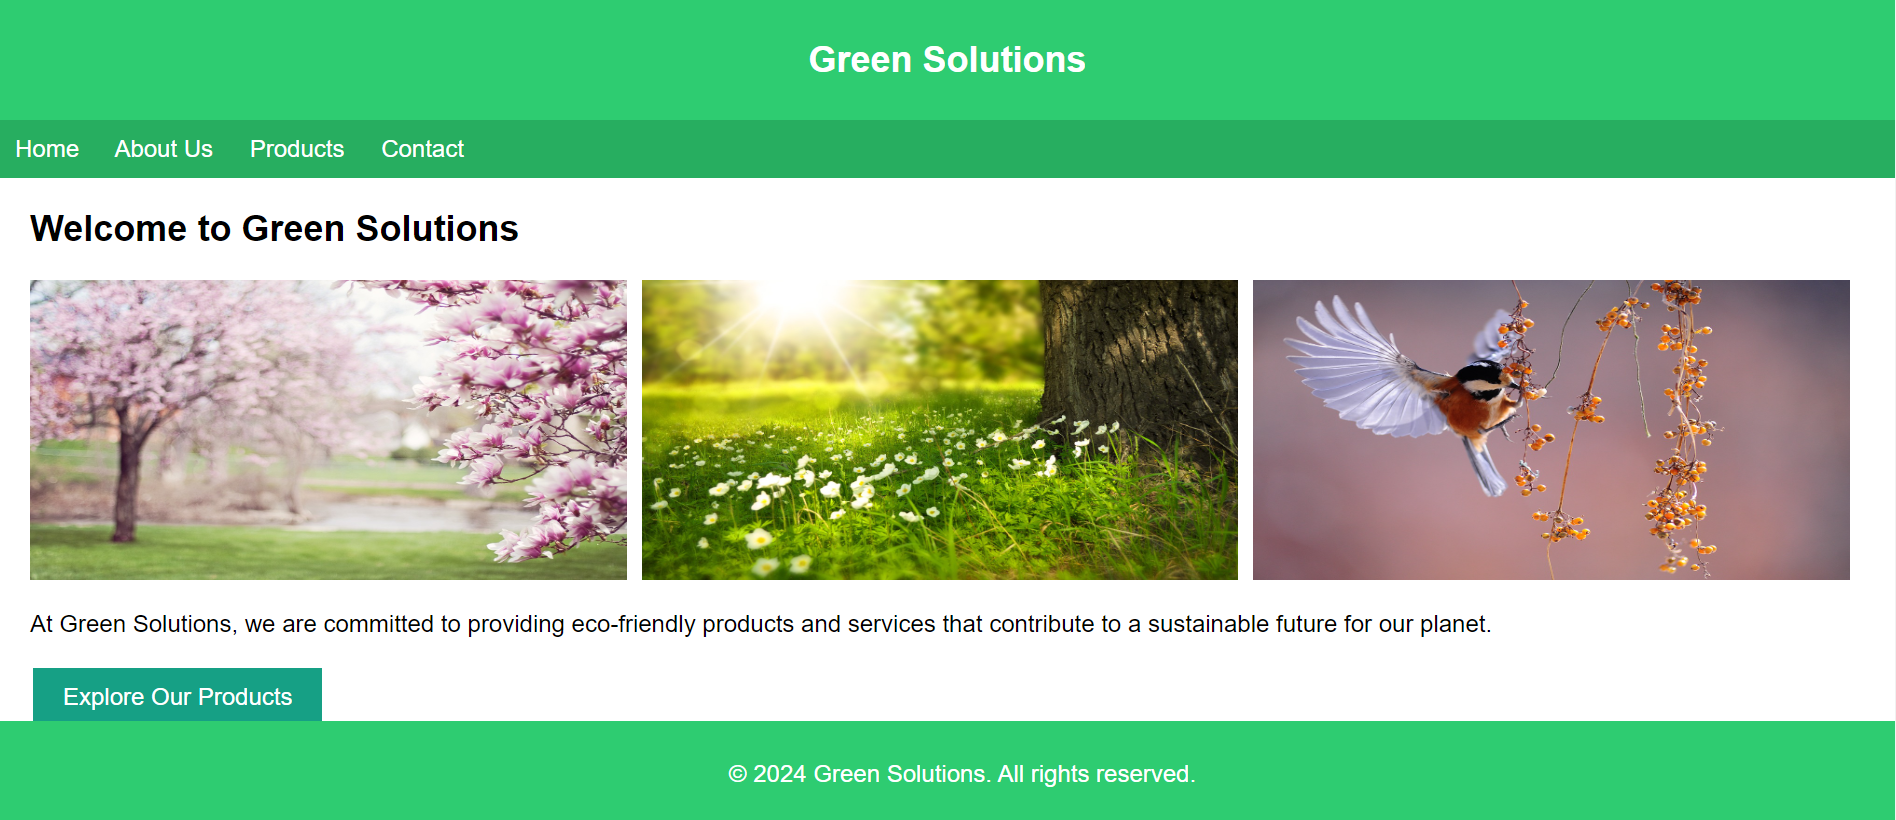 Green Solutions
Home About Us Products Contact
Welcome to Green Solutions
At Green Solutions, we are committed to providing eco-friendly products and services that contribute to a sustainable future for our planet.
Explore Our Products
© 2024 Green Solutions. All rights reserved.